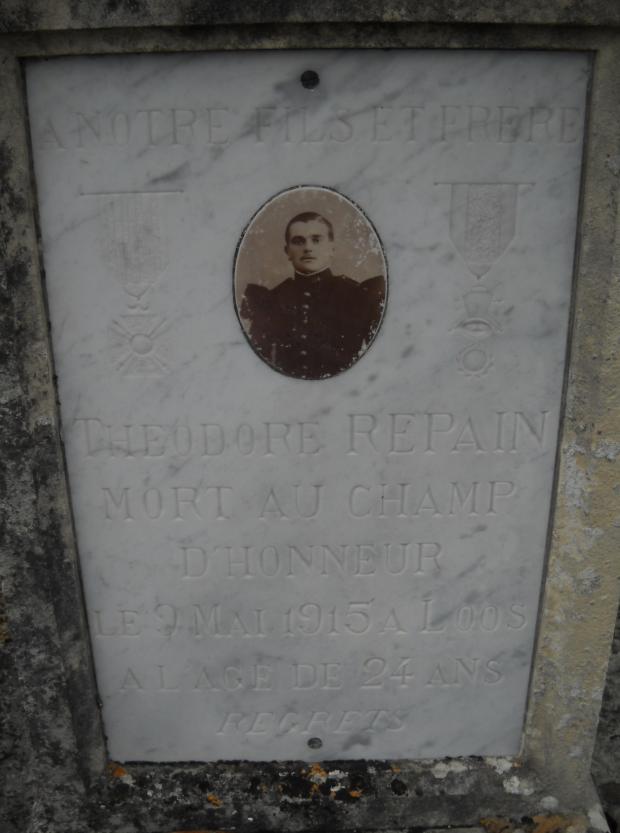 A NOTRE FILS ET FRERE
THEODORE REPAIN
MORT AU CHAMP
D'HONNEUR
LE 9 MAI 1915 A LOOS
A L'AGE DE 24 ANS
REGRETS